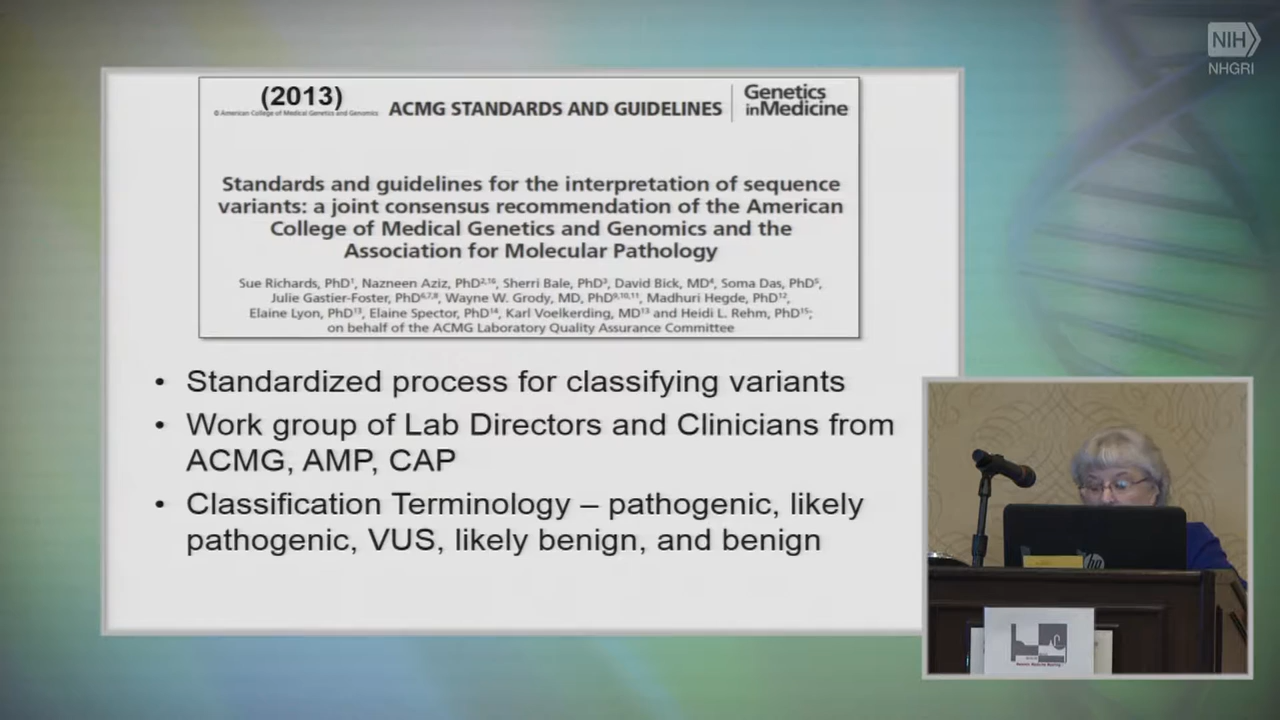 NIH
NHGRI
(2013)
© American College of Medical Genetics and Genomics
ACMG STANDARDS AND GUIDELINES
Genetics
inMedicine
Standards and guidelines for the interpretation of sequence
variants: a joint consensus recommendation of the American
College of Medical Genetics and Genomics and the
Association for Molecular Pathology
Sue Richards, PhD¹, Nazneen Aziz, PhD²,¹⁶, Sherri Bale, PhD³, David Bick, MD⁴, Soma Das, PhD⁵,
Julie Gastier-Foster, PhD⁶,⁷,⁸, Wayne W. Grody, MD, PhD⁹,¹⁰,¹¹, Madhuri Hegde, PhD¹²,
Elaine Lyon, PhD¹³, Elaine Spector, PhD¹⁴, Karl Voelkerding, MD¹³ and Heidi L. Rehm, PhD¹⁵;
on behalf of the ACMG Laboratory Quality Assurance Committee
• Standardized process for classifying variants
• Work group of Lab Directors and Clinicians from
ACMG, AMP, CAP
• Classification Terminology – pathogenic, likely
pathogenic, VUS, likely benign, and benign
hp